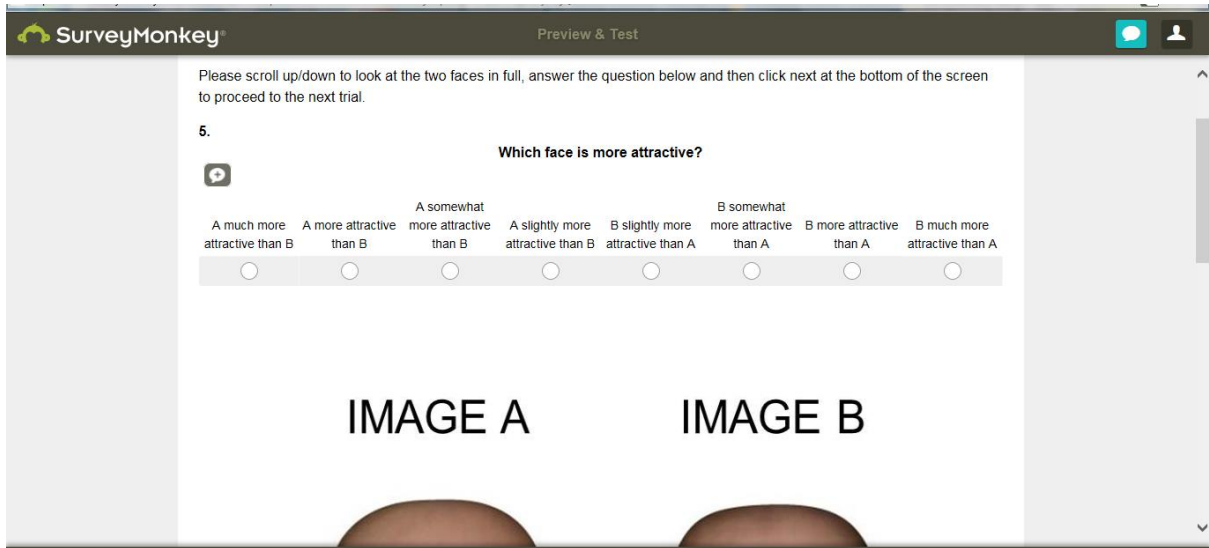 SurveyMonkey®
Preview & Test
Please scroll up/down to look at the two faces in full, answer the question below and then click next at the bottom of the screen
to proceed to the next trial.
5.
Which face is more attractive?
A much more attractive than B
A more attractive than B
A somewhat more attractive than B
A slightly more attractive than B
B slightly more attractive than A
B somewhat more attractive than A
B more attractive than A
B much more attractive than A
IMAGE A
IMAGE B